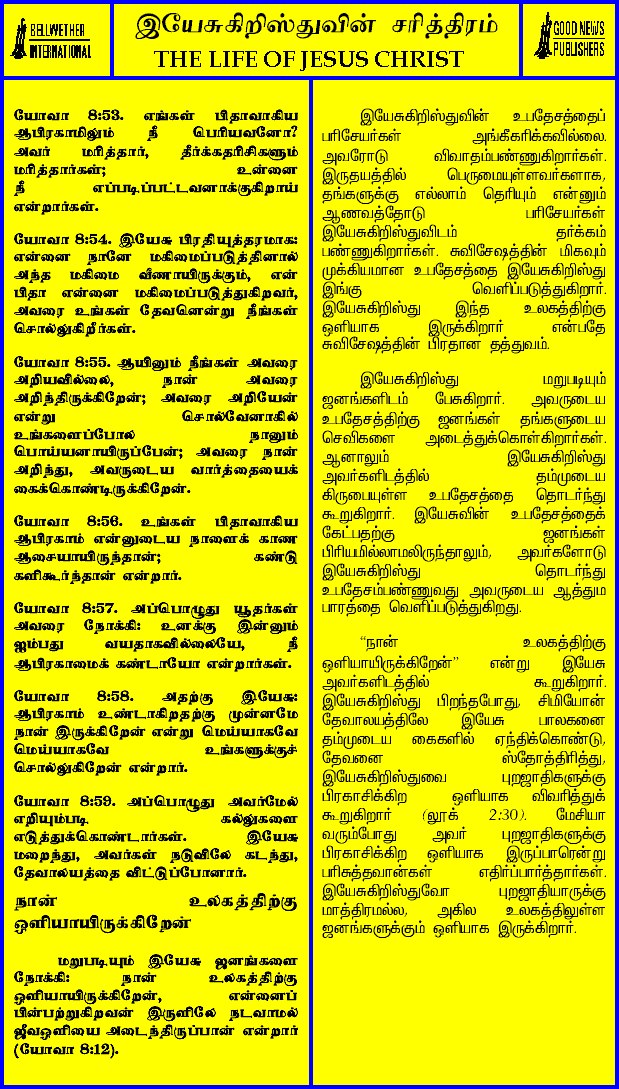 BELLWETHER
INTERNATIONAL
இயேசுகிறிஸ்துவின் சரித்திரம்
THE LIFE OF JESUS CHRIST
GOOD NEWS
PUBLISHERS
யோவா 8:53. எங்கள் பிதாவாகிய
ஆபிரகாமிலும் நீ பெரியவனோ?
அவர் மரித்தார், தீர்க்கதரிசிகளும்
மரித்தார்கள்; உன்னை
நீ எப்படிப்பட்டவனாக்குகிறாய்
என்றார்கள்.
யோவா 8:54. இயேசு பிரதியுத்தரமாக:
என்னை நானே மகிமைப்படுத்தினால்
அந்த மகிமை வீணாயிருக்கும், என்
பிதா என்னை மகிமைப்படுத்துகிறவர்,
அவரை உங்கள் தேவனென்று நீங்கள்
சொல்லுகிறீர்கள்.
யோவா 8:55. ஆயினும் நீங்கள் அவரை
அறியவில்லை, நான் அவரை
அறிந்திருக்கிறேன்; அவரை அறியேன்
என்று சொல்வேனாகில்
உங்களைப்போல நானும்
பொய்யனாயிருப்பேன்; அவரை நான்
அறிந்து, அவருடைய வார்த்தையைக்
கைக்கொண்டிருக்கிறேன்.
யோவா 8:56. உங்கள் பிதாவாகிய
ஆபிரகாம் என்னுடைய நாளைக் காண
ஆசையாயிருந்தான்; கண்டு
களிகூர்ந்தான் என்றார்.
யோவா 8:57. அப்பொழுது யூதர்கள்
அவரை நோக்கி: உனக்கு இன்னும்
ஐம்பது வயதாகவில்லையே, நீ
ஆபிரகாமைக் கண்டாயோ என்றார்கள்.
யோவா 8:58. அதற்கு இயேசு:
ஆபிரகாம் உண்டாகிறதற்கு முன்னமே
நான் இருக்கிறேன் என்று மெய்யாகவே
மெய்யாகவே உங்களுக்குச்
சொல்லுகிறேன் என்றார்.
யோவா 8:59. அப்பொழுது அவர்மேல்
எறியும்படி கல்லுகளை
எடுத்துக்கொண்டார்கள். இயேசு
மறைந்து, அவர்கள் நடுவிலே கடந்து,
தேவாலயத்தை விட்டுப்போனார்.
நான் உலகத்திற்கு
ஒளியாயிருக்கிறேன்
மறுபடியும் இயேசு ஜனங்களை
நோக்கி: நான் உலகத்திற்கு
ஒளியாயிருக்கிறேன், என்னைப்
பின்பற்றுகிறவன் இருளிலே நடவாமல்
ஜீவஒளியை அடைந்திருப்பான் என்றார்
(யோவா 8:12).
இயேசுகிறிஸ்துவின் உபதேசத்தைப்
பரிசேயர்கள் அங்கீகரிக்கவில்லை.
அவரோடு விவாதம்பண்ணுகிறார்கள்.
இருதயத்தில் பெருமையுள்ளவர்களாக,
தங்களுக்கு எல்லாம் தெரியும் என்னும்
ஆணவத்தோடு பரிசேயர்கள்
இயேசுகிறிஸ்துவிடம் தர்க்கம்
பண்ணுகிறார்கள். சுவிசேஷத்தின் மிகவும்
முக்கியமான உபதேசத்தை இயேசுகிறிஸ்து
இங்கு வெளிப்படுத்துகிறார்.
இயேசுகிறிஸ்து இந்த உலகத்திற்கு
ஒளியாக இருக்கிறார் என்பதே
சுவிசேஷத்தின் பிரதான தத்துவம்.
இயேசுகிறிஸ்து மறுபடியும்
ஜனங்களிடம் பேசுகிறார். அவருடைய
உபதேசத்திற்கு ஜனங்கள் தங்களுடைய
செவிகளை அடைத்துக்கொள்கிறார்கள்.
ஆனாலும் இயேசுகிறிஸ்து
அவர்களிடத்தில் தம்முடைய
கிருபையுள்ள உபதேசத்தை தொடர்ந்து
கூறுகிறார். இயேசுவின் உபதேசத்தைக்
கேட்பதற்கு ஜனங்கள்
பிரியமில்லாமலிருந்தாலும், அவர்களோடு
இயேசுகிறிஸ்து தொடர்ந்து
உபதேசம்பண்ணுவது அவருடைய ஆத்தும
பாரத்தை வெளிப்படுத்துகிறது.
“நான் உலகத்திற்கு
ஒளியாயிருக்கிறேன்” என்று இயேசு
அவர்களிடத்தில் கூறுகிறார்.
இயேசுகிறிஸ்து பிறந்தபோது, சிமியோன்
தேவாலயத்திலே இயேசு பாலகனை
தம்முடைய கைகளில் ஏந்திக்கொண்டு,
தேவனை ஸ்தோத்திரித்து,
இயேசுகிறிஸ்துவை புறஜாதிகளுக்கு
பிரகாசிக்கிற ஒளியாக விவரித்துக்
கூறுகிறார் (லூக் 2:30). மேசியா
வரும்போது அவர் புறஜாதிகளுக்கு
பிரகாசிக்கிற ஒளியாக இருப்பாரென்று
பரிசுத்தவான்கள் எதிர்ப்பார்த்தார்கள்.
இயேசுகிறிஸ்துவோ புறஜாதியாருக்கு
மாத்திரமல்ல, அகில உலகத்திலுள்ள
ஜனங்களுக்கும் ஒளியாக இருக்கிறார்.